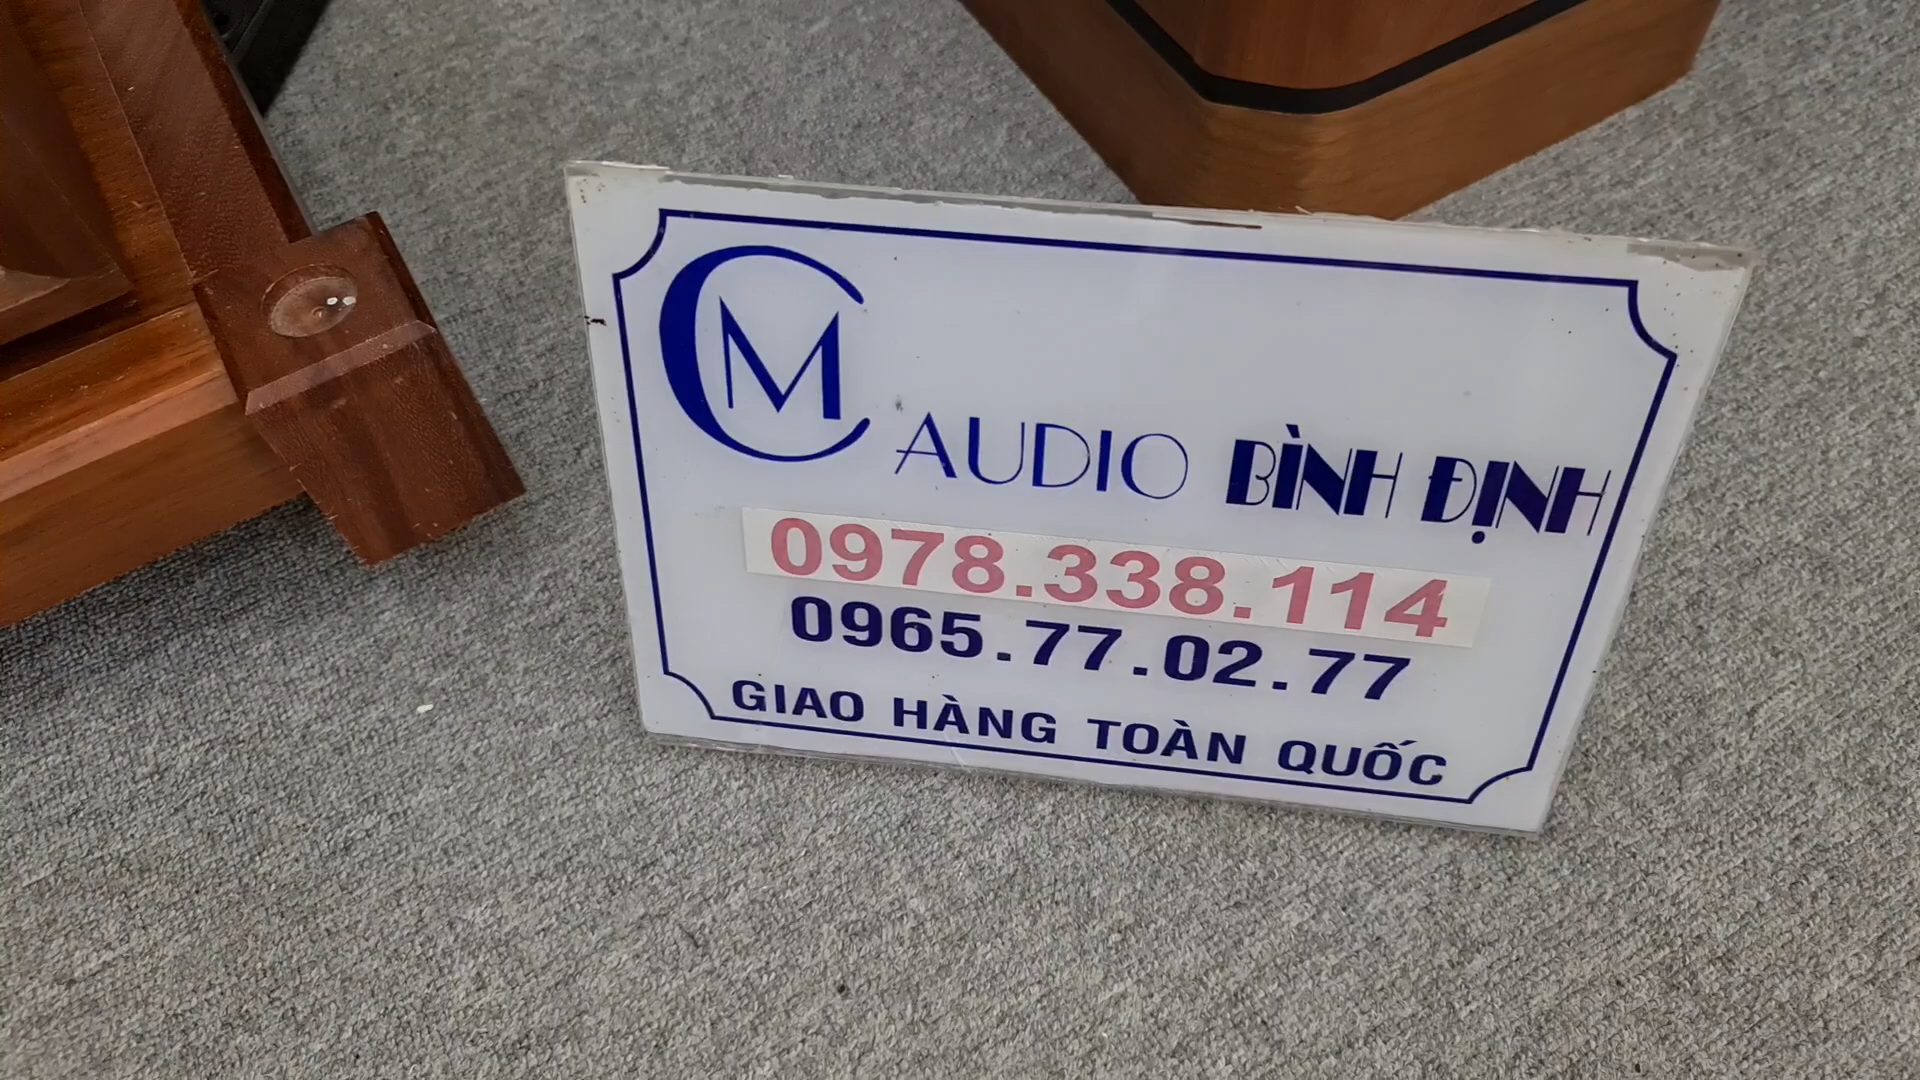 CM AUDIO BÌNH ĐỊNH
0978.338.114
0965.77.02.77
GIAO HÀNG TOÀN QUỐC